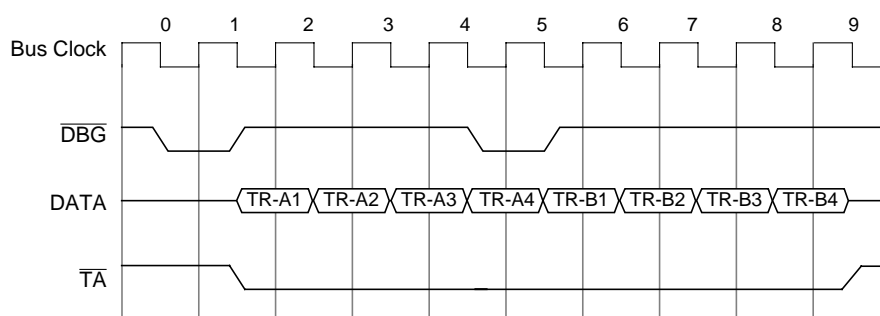 0 1 2 3 4 5 6 7 8 9
Bus Clock
DBG
DATA TR-A1 TR-A2 TR-A3 TR-A4 TR-B1 TR-B2 TR-B3 TR-B4
TA